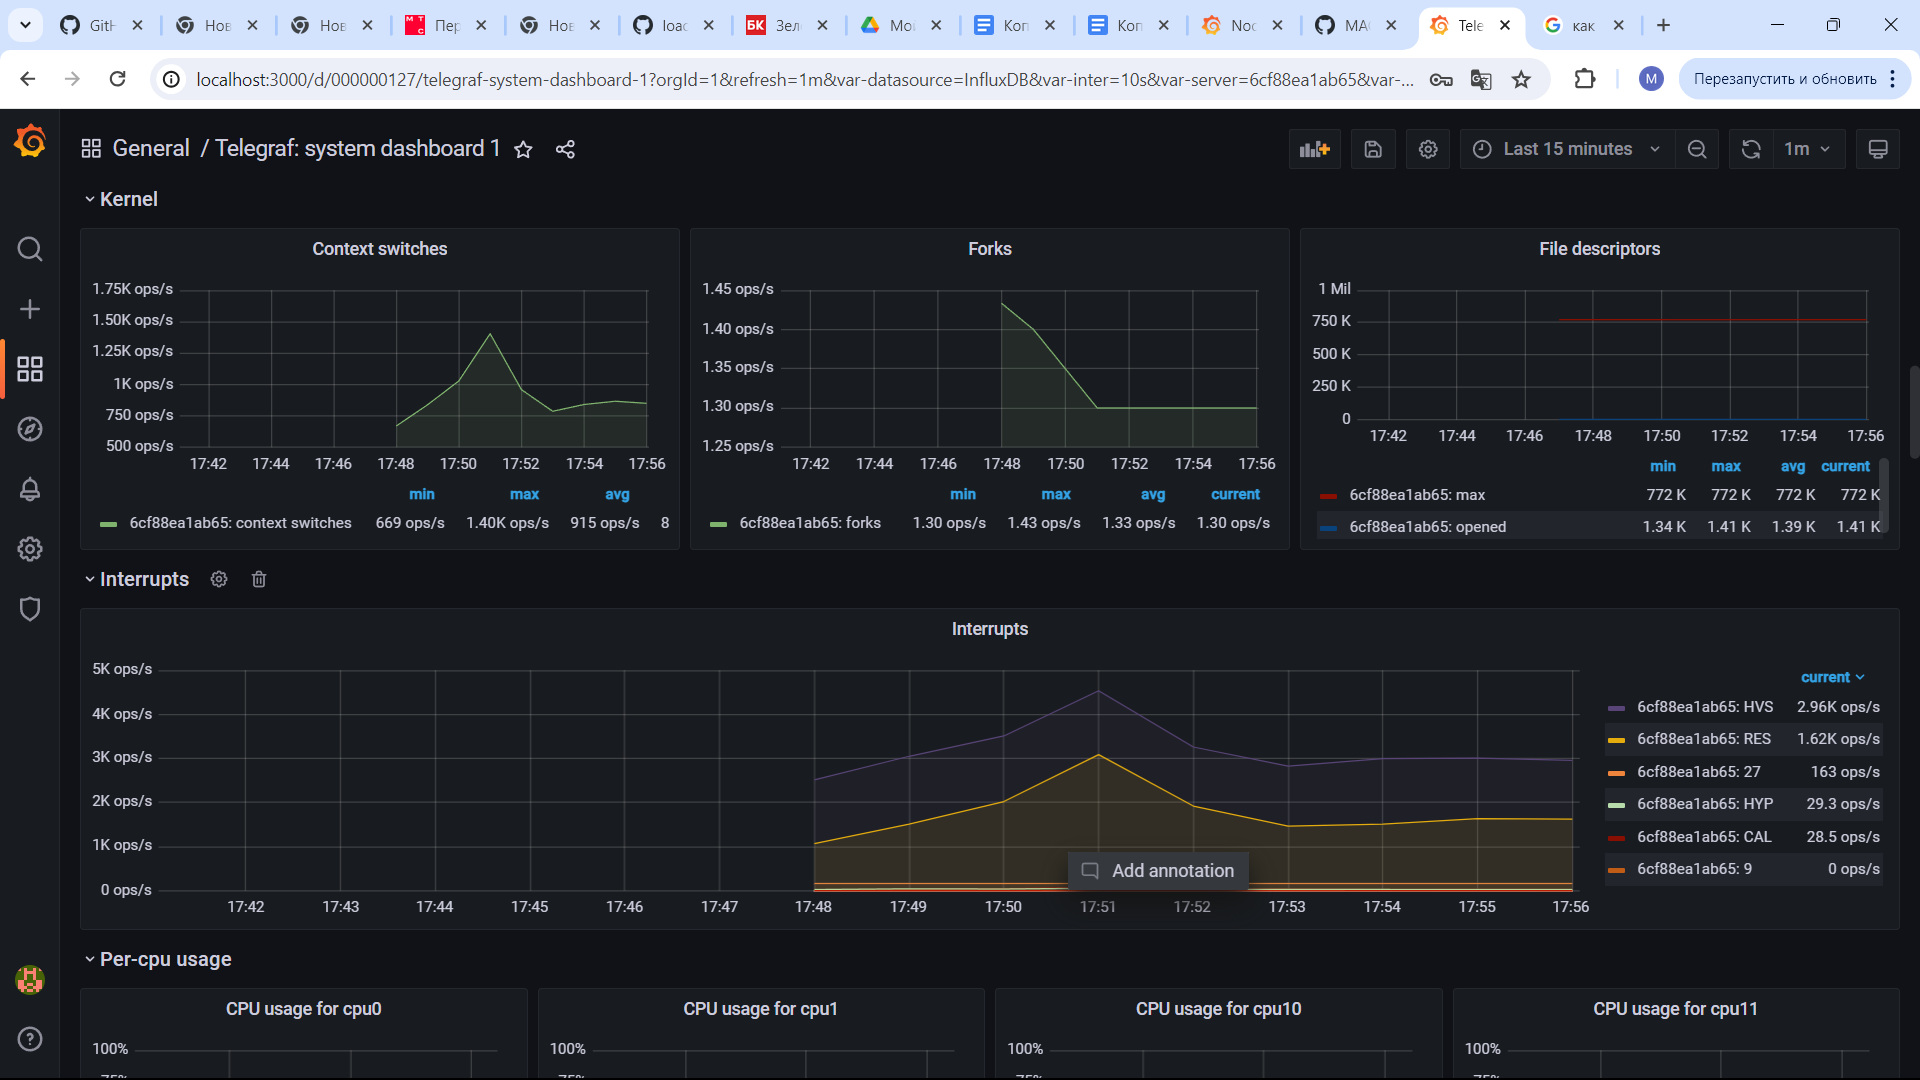 GitH
Нов
Нов
МТС
Пер
Нов
loac
БК
Зел
Мой
Коп
Коп
Noc
MAI
Tele
как
localhost:3000/d/000000127/telegraf-system-dashboard-1?orgId=1&refresh=1m&var-datasource=InfluxDB&var-inter=10s&var-server=6cf88ea1ab65&var-...
M
Перезапустить и обновить
General / Telegraf: system dashboard 1
Last 15 minutes
1m
Kernel
Context switches
1.75K ops/s
1.50K ops/s
1.25K ops/s
1K ops/s
750 ops/s
500 ops/s
17:42 17:44 17:46 17:48 17:50 17:52 17:54 17:56
min max avg
6cf88ea1ab65: context switches 669 ops/s 1.40K ops/s 915 ops/s 8
Forks
1.45 ops/s
1.40 ops/s
1.35 ops/s
1.30 ops/s
1.25 ops/s
17:42 17:44 17:46 17:48 17:50 17:52 17:54 17:56
min max avg current
6cf88ea1ab65: forks 1.30 ops/s 1.43 ops/s 1.33 ops/s 1.30 ops/s
File descriptors
1 Mil
750 K
500 K
250 K
0
17:42 17:44 17:46 17:48 17:50 17:52 17:54 17:56
min max avg current
6cf88ea1ab65: max 772 K 772 K 772 K 772 K
6cf88ea1ab65: opened 1.34 K 1.41 K 1.39 K 1.41 K
Interrupts
Interrupts
5K ops/s
4K ops/s
3K ops/s
2K ops/s
1K ops/s
0 ops/s
17:42 17:43 17:44 17:45 17:46 17:47 17:48 17:49 17:50 17:51 17:52 17:53 17:54 17:55 17:56
Add annotation
current
6cf88ea1ab65: HVS 2.96K ops/s
6cf88ea1ab65: RES 1.62K ops/s
6cf88ea1ab65: 27 163 ops/s
6cf88ea1ab65: HYP 29.3 ops/s
6cf88ea1ab65: CAL 28.5 ops/s
6cf88ea1ab65: 9 0 ops/s
Per-cpu usage
CPU usage for cpu0
100%
75%
CPU usage for cpu1
100%
75%
CPU usage for cpu10
100%
75%
CPU usage for cpu11
100%
75%